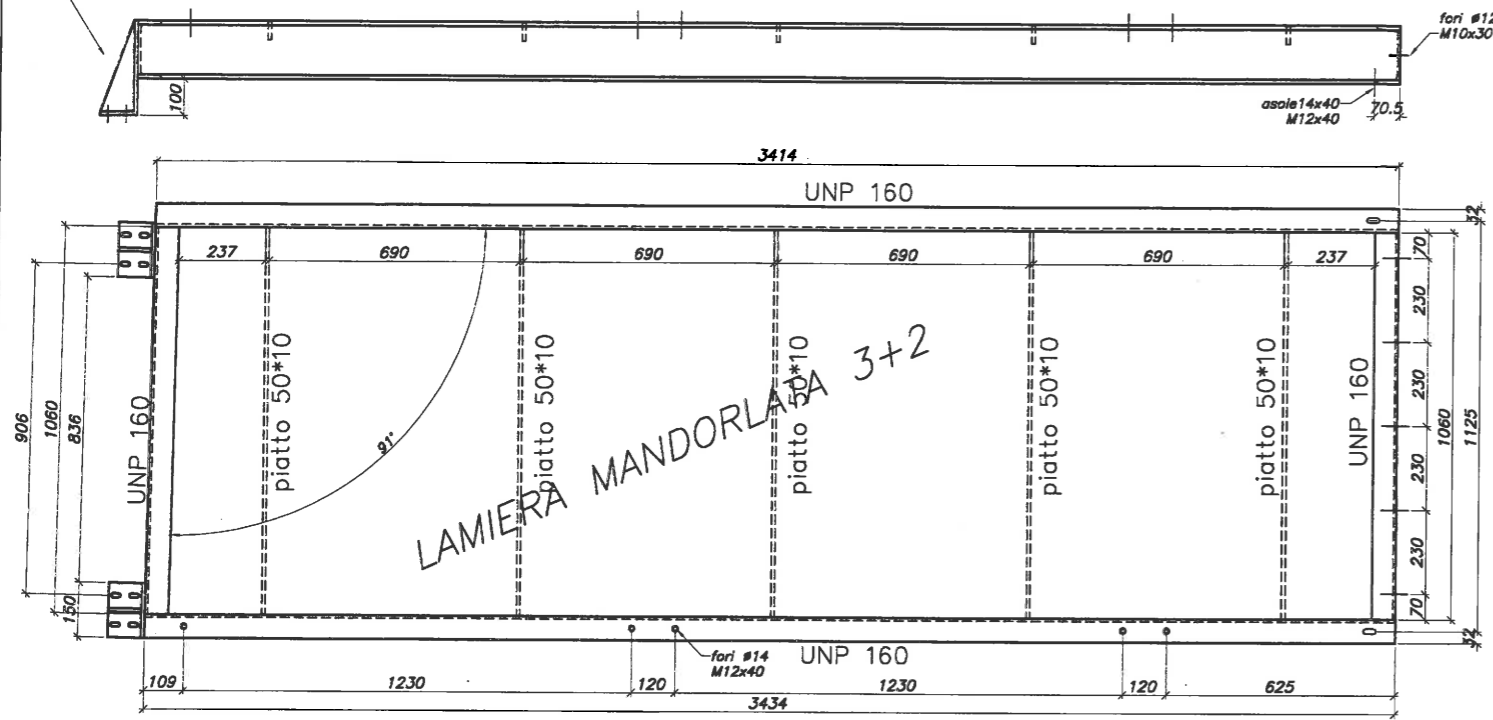 fori ø12
M10x30
100
asole14x40
M12x40
70.5
3414
UNP 160
32
237
690
690
690
690
237
70
230
230
230
230
70
1060
1125
32
906
1060
836
150
UNP 160
piatto 50*10
piatto 50*10
piatto 50*10
piatto 50*10
piatto 50*10
UNP 160
91°
LAMIERA MANDORLATA 3+2
fori ø14
M12x40
UNP 160
109
1230
120
1230
120
625
3434